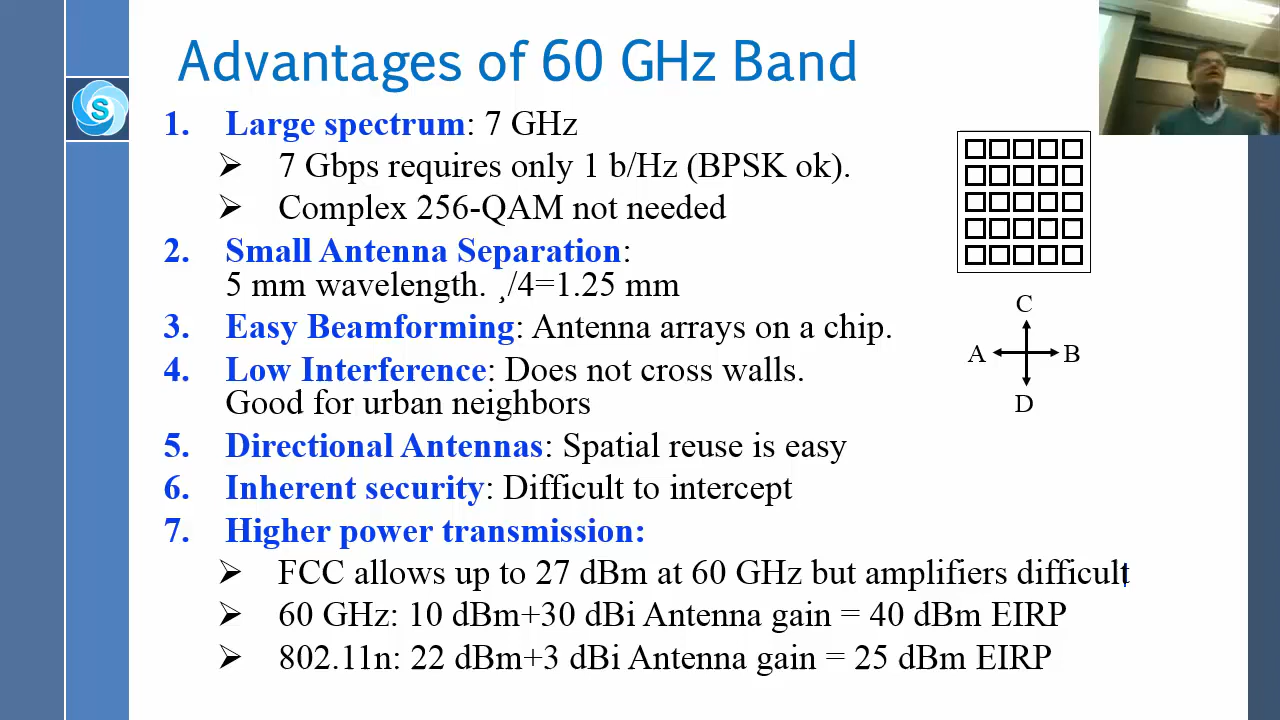 Advantages of 60 GHz Band
S
1. Large spectrum: 7 GHz
➢ 7 Gbps requires only 1 b/Hz (BPSK ok).
➢ Complex 256-QAM not needed
2. Small Antenna Separation:
5 mm wavelength. ¸/4=1.25 mm
3. Easy Beamforming: Antenna arrays on a chip.
4. Low Interference: Does not cross walls.
Good for urban neighbors
5. Directional Antennas: Spatial reuse is easy
6. Inherent security: Difficult to intercept
7. Higher power transmission:
➢ FCC allows up to 27 dBm at 60 GHz but amplifiers difficult
➢ 60 GHz: 10 dBm+30 dBi Antenna gain = 40 dBm EIRP
➢ 802.11n: 22 dBm+3 dBi Antenna gain = 25 dBm EIRP
C
A B
D